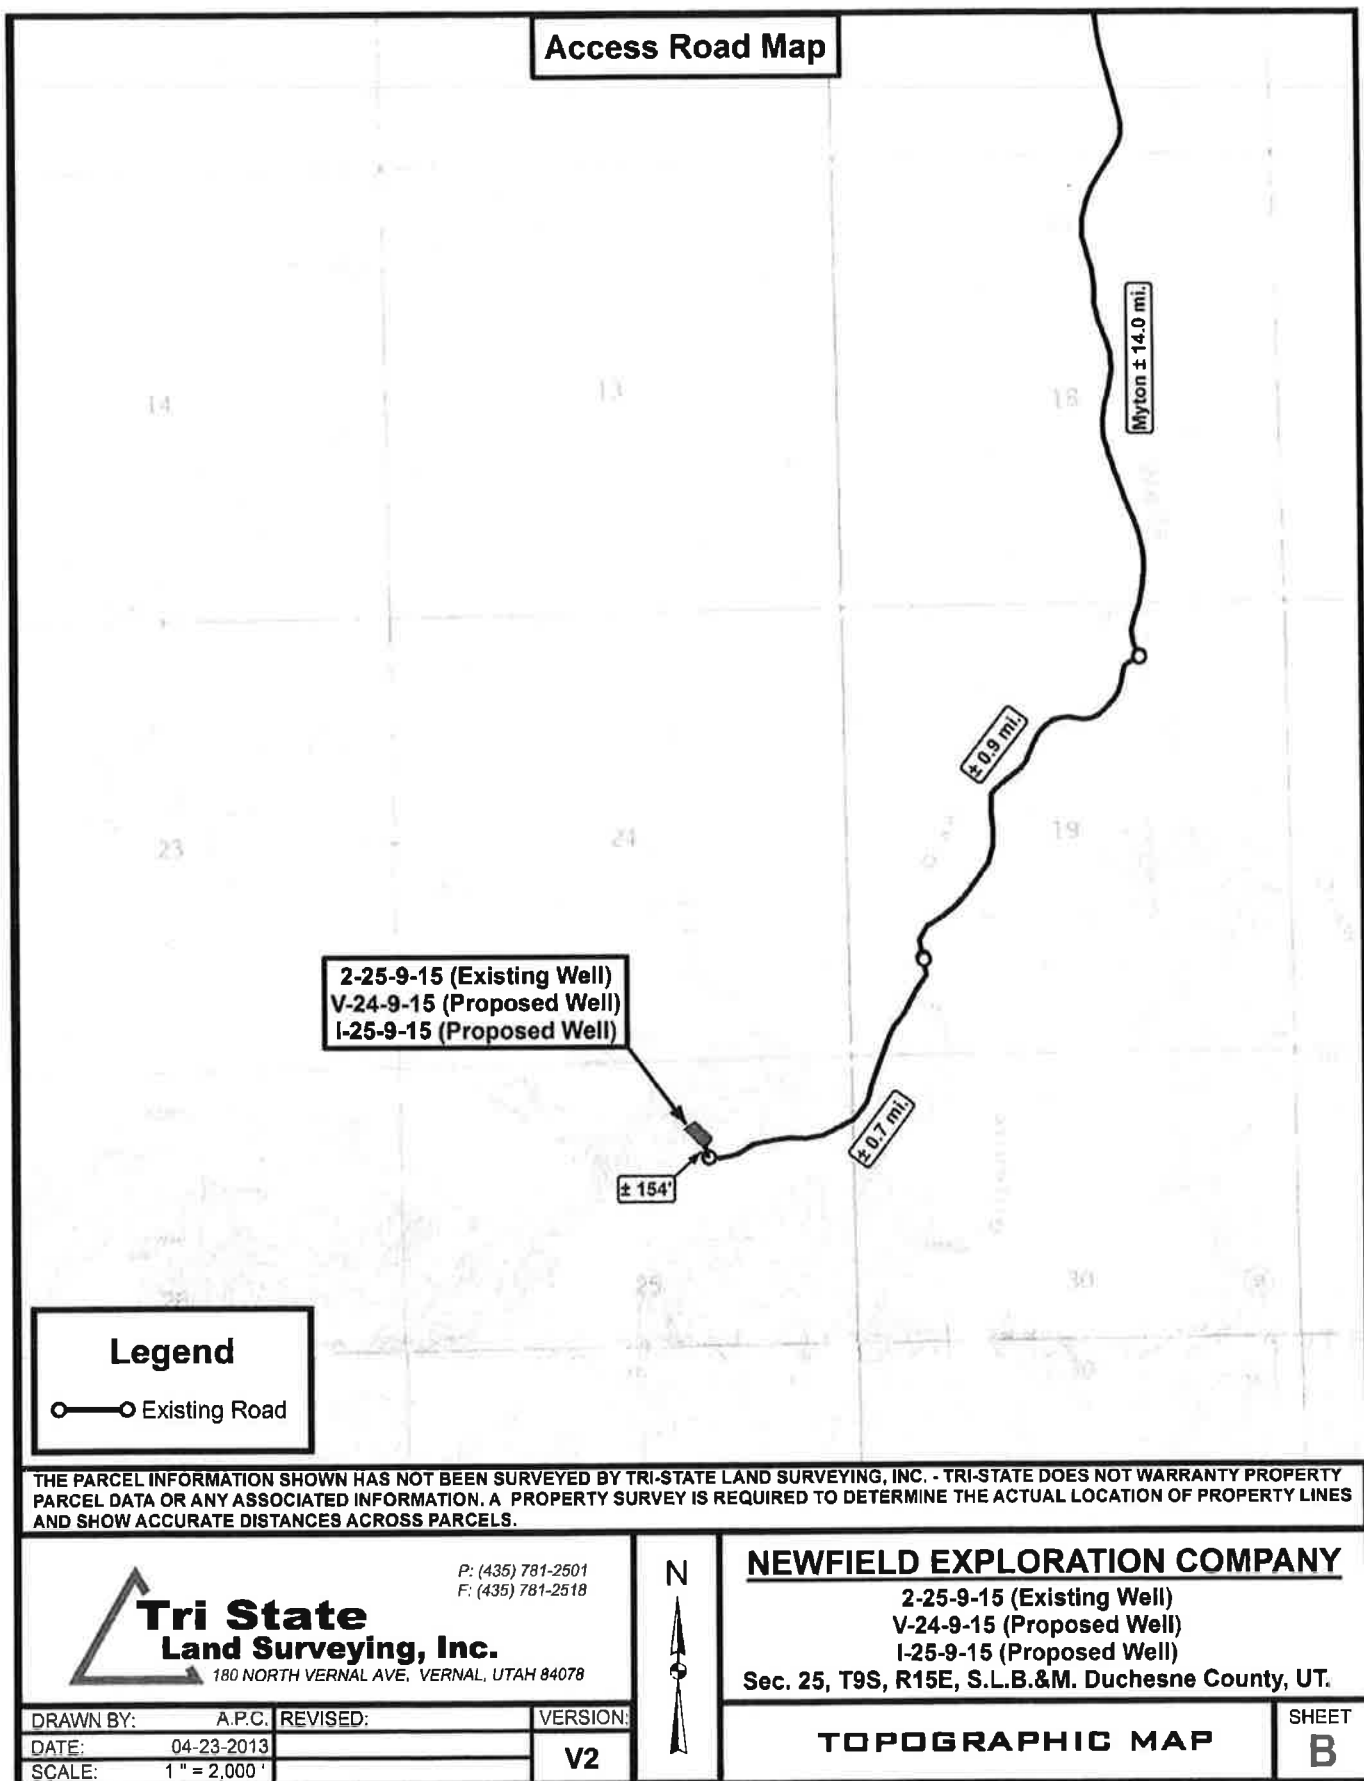 Access Road Map
Myton ± 14.0 mi.
14
13
18
± 0.9 mi.
23
24
19
2-25-9-15 (Existing Well)
V-24-9-15 (Proposed Well)
I-25-9-15 (Proposed Well)
± 0.7 mi.
± 154'
25
30
Legend
Existing Road
THE PARCEL INFORMATION SHOWN HAS NOT BEEN SURVEYED BY TRI-STATE LAND SURVEYING, INC. - TRI-STATE DOES NOT WARRANTY PROPERTY
PARCEL DATA OR ANY ASSOCIATED INFORMATION. A PROPERTY SURVEY IS REQUIRED TO DETERMINE THE ACTUAL LOCATION OF PROPERTY LINES
AND SHOW ACCURATE DISTANCES ACROSS PARCELS.
P: (435) 781-2501
F: (435) 781-2518
Tri State
Land Surveying, Inc.
180 NORTH VERNAL AVE. VERNAL, UTAH 84078
N
NEWFIELD EXPLORATION COMPANY
2-25-9-15 (Existing Well)
V-24-9-15 (Proposed Well)
I-25-9-15 (Proposed Well)
Sec. 25, T9S, R15E, S.L.B.&M. Duchesne County, UT.
DRAWN BY: A.P.C.
REVISED:
VERSION:
DATE: 04-23-2013
V2
SCALE: 1 " = 2,000 '
TOPOGRAPHIC MAP
SHEET
B